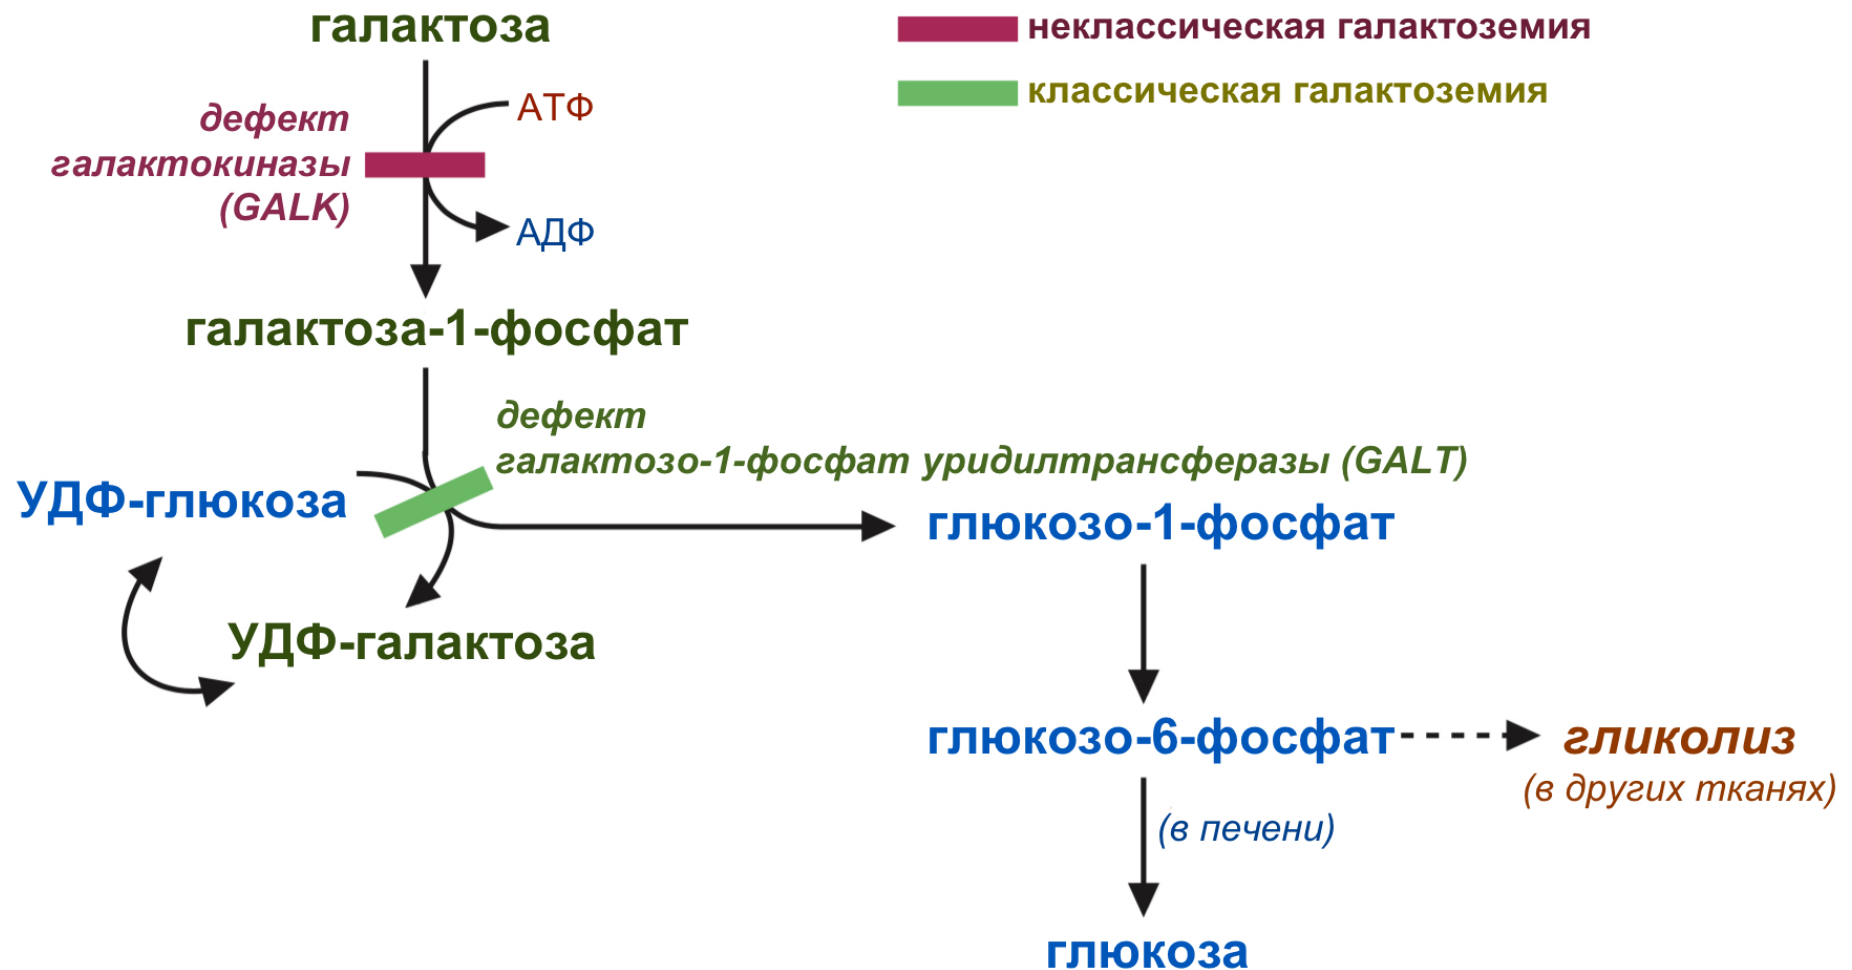 галактоза
неклассическая галактоземия
классическая галактоземия
АТФ
дефект
галактокиназы
(GALK)
АДФ
галактоза-1-фосфат
дефект
галактозо-1-фосфат уридилтрансферазы (GALT)
УДФ-глюкоза
глюкозо-1-фосфат
УДФ-галактоза
глюкозо-6-фосфат
гликолиз
(в других тканях)
(в печени)
глюкоза